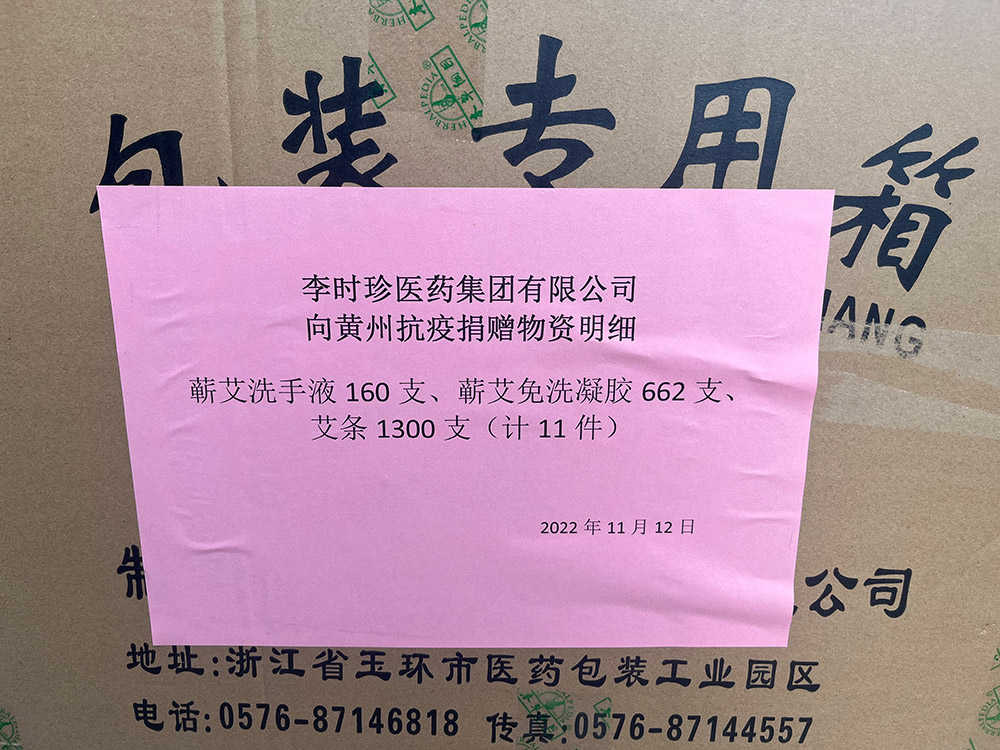 包装专用箱
HANG
李时珍医药集团有限公司
向黄州抗疫捐赠物资明细
蕲艾洗手液 160 支、蕲艾免洗凝胶 662 支、
艾条 1300 支（计 11 件）
2022 年 11 月 12 日
制
公司
地址:浙江省玉环市医药包装工业园区
电话:0576-87146818 传真:0576-87144557
HERBALPEDIA